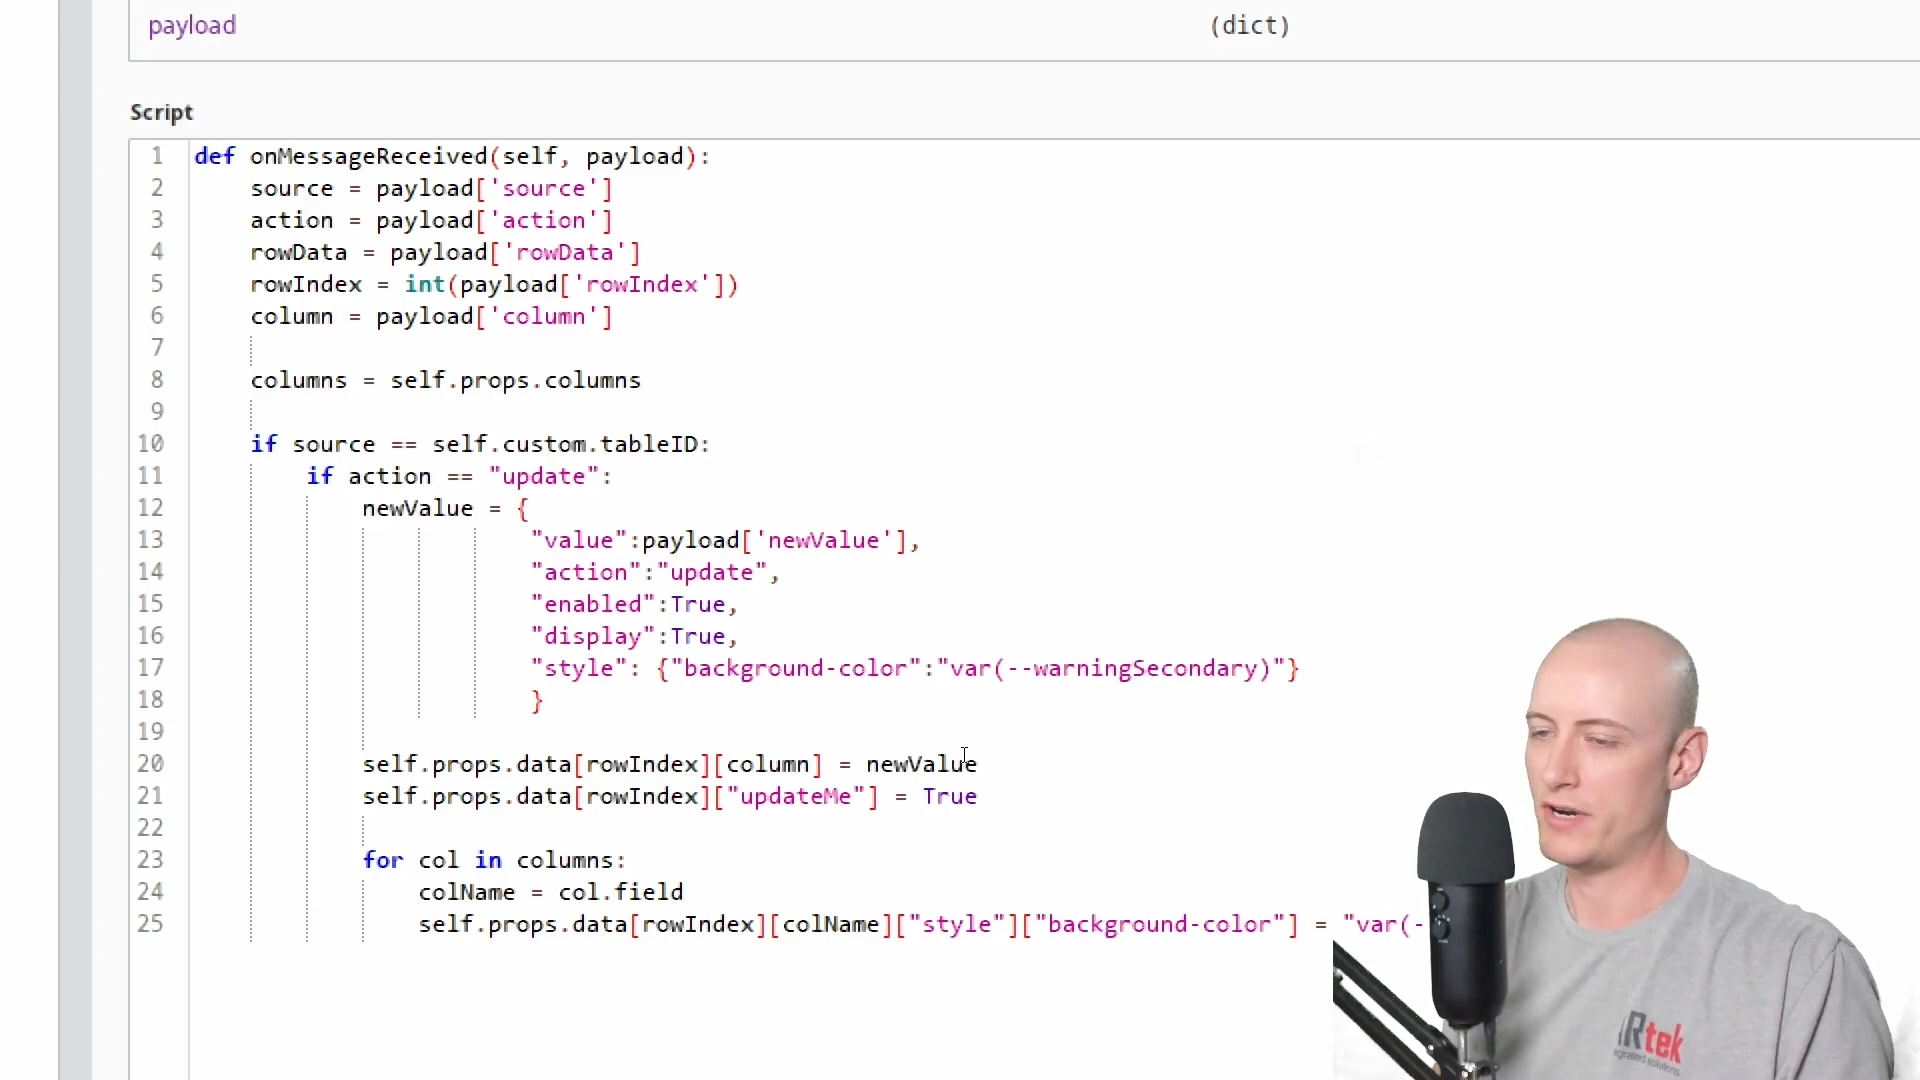 payload (dict)
Script
1 def onMessageReceived(self, payload):
2     source = payload['source']
3     action = payload['action']
4     rowData = payload['rowData']
5     rowIndex = int(payload['rowIndex'])
6     column = payload['column']
7
8     columns = self.props.columns
9
10     if source == self.custom.tableID:
11         if action == "update":
12             newValue = {
13                         "value":payload['newValue'],
14                         "action":"update",
15                         "enabled":True,
16                         "display":True,
17                         "style": {"background-color":"var(--warningSecondary)"}
18                         }
19
20             self.props.data[rowIndex][column] = newValue
21             self.props.data[rowIndex]["updateMe"] = True
22
23             for col in columns:
24                 colName = col.field
25                 self.props.data[rowIndex][colName]["style"]["background-color"] = "var(-
Rtek